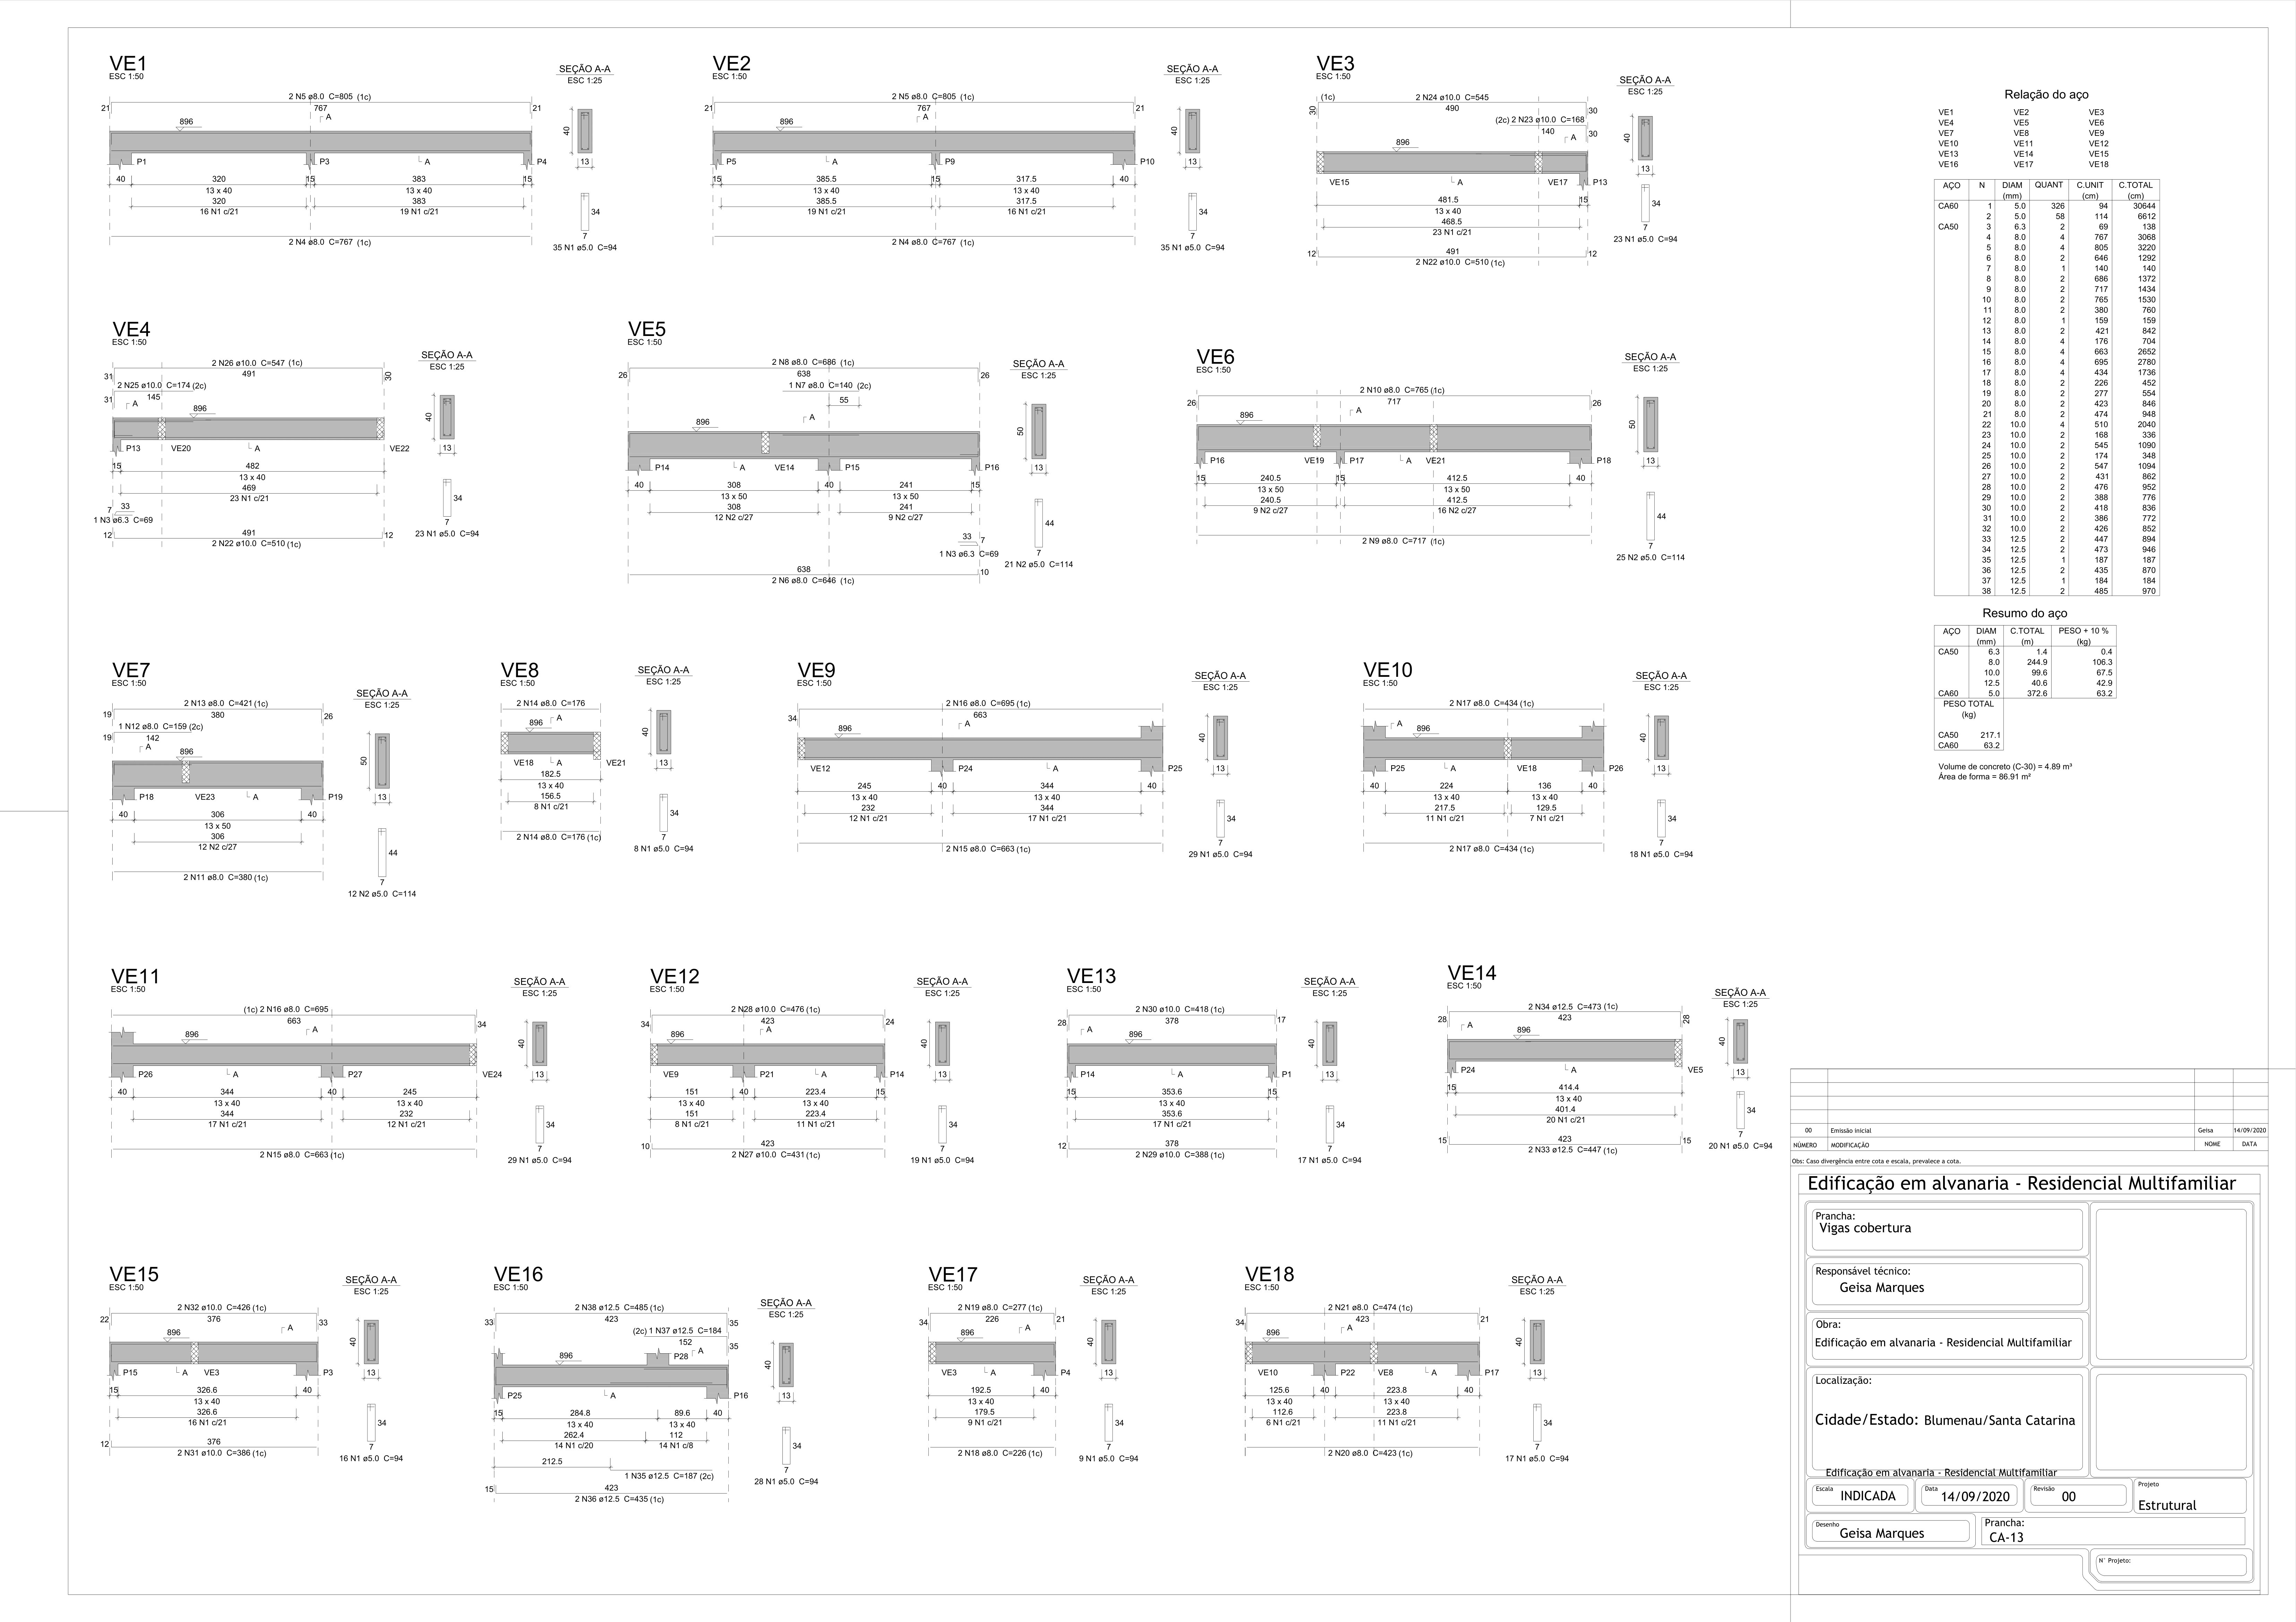 VE1
ESC 1:50
SEÇÃO A-A
ESC 1:25
2 N5 ø8.0 C=805 (1c)
21 767 21
A
896
40
P1 P3 A P4
13
40 320 15 383 15
13 x 40 13 x 40
320 383
16 N1 c/21 19 N1 c/21
34
7
2 N4 ø8.0 C=767 (1c)
35 N1 ø5.0 C=94
VE2
ESC 1:50
SEÇÃO A-A
ESC 1:25
2 N5 ø8.0 C=805 (1c)
21 767 21
A
896
40
P5 A P9 P10
13
15 385.5 15 317.5 40
13 x 40 13 x 40
385.5 317.5
19 N1 c/21 16 N1 c/21
34
7
2 N4 ø8.0 C=767 (1c)
35 N1 ø5.0 C=94
VE3
ESC 1:50
SEÇÃO A-A
ESC 1:25
(1c) 2 N24 ø10.0 C=545
30 490 30
(2c) 2 N23 ø10.0 C=168
140 30
A
896
40
VE15 A VE17 P13
13
481.5 15
13 x 40
468.5
23 N1 c/21
34
7
23 N1 ø5.0 C=94
12 491 12
2 N22 ø10.0 C=510 (1c)
VE4
ESC 1:50
SEÇÃO A-A
ESC 1:25
2 N26 ø10.0 C=547 (1c)
31 491 30
2 N25 ø10.0 C=174 (2c)
31 145
A
896
40
P13 VE20 A VE22
13
15 482
13 x 40
469
23 N1 c/21
34
7 33
7
1 N3 ø6.3 C=69
23 N1 ø5.0 C=94
12 491 12
2 N22 ø10.0 C=510 (1c)
VE5
ESC 1:50
SEÇÃO A-A
ESC 1:25
2 N8 ø8.0 C=686 (1c)
26 638 26
1 N7 ø8.0 C=140 (2c)
55
A
896
50
P14 A VE14 P15 P16
13
40 308 40 241 15
13 x 50 13 x 50
308 241
12 N2 c/27 9 N2 c/27
44
33 7
7
1 N3 ø6.3 C=69
21 N2 ø5.0 C=114
638 10
2 N6 ø8.0 C=646 (1c)
VE6
ESC 1:50
SEÇÃO A-A
ESC 1:25
2 N10 ø8.0 C=765 (1c)
26 717 26
A
896
50
P16 VE19 P17 A VE21 P18
13
15 240.5 15 412.5 40
13 x 50 13 x 50
240.5 412.5
9 N2 c/27 16 N2 c/27
44
7
2 N9 ø8.0 C=717 (1c)
25 N2 ø5.0 C=114
VE7
ESC 1:50
SEÇÃO A-A
ESC 1:25
2 N13 ø8.0 C=421 (1c)
19 380 26
1 N12 ø8.0 C=159 (2c)
19 142
A
896
50
P18 VE23 A P19
13
40 306 40
13 x 50
306
12 N2 c/27
44
7
2 N11 ø8.0 C=380 (1c)
12 N2 ø5.0 C=114
VE8
ESC 1:50
SEÇÃO A-A
ESC 1:25
2 N14 ø8.0 C=176
A
896
40
VE18 A VE21
13
182.5
13 x 40
156.5
8 N1 c/21
34
7
2 N14 ø8.0 C=176 (1c)
8 N1 ø5.0 C=94
VE9
ESC 1:50
SEÇÃO A-A
ESC 1:25
2 N16 ø8.0 C=695 (1c)
34 663
A
896
40
VE12 P24 A P25
13
245 40 344 40
13 x 40 13 x 40
232 344
12 N1 c/21 17 N1 c/21
34
7
2 N15 ø8.0 C=663 (1c)
29 N1 ø5.0 C=94
VE10
ESC 1:50
SEÇÃO A-A
ESC 1:25
2 N17 ø8.0 C=434 (1c)
A
896
40
P25 A VE18 P26
13
40 224 136 40
13 x 40 13 x 40
217.5 129.5
11 N1 c/21 7 N1 c/21
34
7
2 N17 ø8.0 C=434 (1c)
18 N1 ø5.0 C=94
VE11
ESC 1:50
SEÇÃO A-A
ESC 1:25
(1c) 2 N16 ø8.0 C=695
663 34
A
896
40
P26 A P27 VE24
13
40 344 40 245
13 x 40 13 x 40
344 232
17 N1 c/21 12 N1 c/21
34
7
2 N15 ø8.0 C=663 (1c)
29 N1 ø5.0 C=94
VE12
ESC 1:50
SEÇÃO A-A
ESC 1:25
2 N28 ø10.0 C=476 (1c)
34 423 24
A
896
40
VE9 P21 A P14
13
151 40 223.4 15
13 x 40 13 x 40
151 223.4
8 N1 c/21 11 N1 c/21
34
7
10 423
2 N27 ø10.0 C=431 (1c)
19 N1 ø5.0 C=94
VE13
ESC 1:50
SEÇÃO A-A
ESC 1:25
2 N30 ø10.0 C=418 (1c)
28 378 17
A
896
40
P14 A P1
13
15 353.6 15
13 x 40
353.6
17 N1 c/21
34
7
12 378
2 N29 ø10.0 C=388 (1c)
17 N1 ø5.0 C=94
VE14
ESC 1:50
SEÇÃO A-A
ESC 1:25
2 N34 ø12.5 C=473 (1c)
28 423 28
A
896
40
P24 A VE5
13
15 414.4
13 x 40
401.4
20 N1 c/21
34
7
15 423 15
2 N33 ø12.5 C=447 (1c)
20 N1 ø5.0 C=94
VE15
ESC 1:50
SEÇÃO A-A
ESC 1:25
2 N32 ø10.0 C=426 (1c)
22 376 33
A
896
40
P15 A VE3 P3
13
15 326.6 40
13 x 40
326.6
16 N1 c/21
34
7
12 376
2 N31 ø10.0 C=386 (1c)
16 N1 ø5.0 C=94
VE16
ESC 1:50
SEÇÃO A-A
ESC 1:25
2 N38 ø12.5 C=485 (1c)
33 423 35
(2c) 1 N37 ø12.5 C=184
152 35
P28 A
896
40
P25 A P16
13
15 284.8 89.6 40
13 x 40 13 x 40
262.4 112
14 N1 c/20 14 N1 c/8
34
212.5
7
1 N35 ø12.5 C=187 (2c)
28 N1 ø5.0 C=94
15 423
2 N36 ø12.5 C=435 (1c)
VE17
ESC 1:50
SEÇÃO A-A
ESC 1:25
2 N19 ø8.0 C=277 (1c)
34 226 21
A
896
40
VE3 A P4
13
192.5 40
13 x 40
179.5
9 N1 c/21
34
7
2 N18 ø8.0 C=226 (1c)
9 N1 ø5.0 C=94
VE18
ESC 1:50
SEÇÃO A-A
ESC 1:25
2 N21 ø8.0 C=474 (1c)
34 423 21
A
896
40
VE10 P22 VE8 A P17
13
125.6 40 223.8 40
13 x 40 13 x 40
112.6 223.8
6 N1 c/21 11 N1 c/21
34
7
2 N20 ø8.0 C=423 (1c)
17 N1 ø5.0 C=94
Relação do aço
VE1 VE2 VE3
VE4 VE5 VE6
VE7 VE8 VE9
VE10 VE11 VE12
VE13 VE14 VE15
VE16 VE17 VE18
AÇO N DIAM QUANT C.UNIT C.TOTAL
(mm) (cm) (cm)
CA60 1 5.0 326 94 30644
2 5.0 58 114 6612
CA50 3 6.3 2 69 138
4 8.0 4 767 3068
5 8.0 4 805 3220
6 8.0 2 646 1292
7 8.0 1 140 140
8 8.0 2 686 1372
9 8.0 2 717 1434
10 8.0 2 765 1530
11 8.0 2 380 760
12 8.0 1 159 159
13 8.0 2 421 842
14 8.0 4 176 704
15 8.0 4 663 2652
16 8.0 4 695 2780
17 8.0 4 434 1736
18 8.0 2 226 452
19 8.0 2 277 554
20 8.0 2 423 846
21 8.0 2 474 948
22 10.0 4 510 2040
23 10.0 2 168 336
24 10.0 2 545 1090
25 10.0 2 174 348
26 10.0 2 547 1094
27 10.0 2 431 862
28 10.0 2 476 952
29 10.0 2 388 776
30 10.0 2 418 836
31 10.0 2 386 772
32 10.0 2 426 852
33 12.5 2 447 894
34 12.5 2 473 946
35 12.5 1 187 187
36 12.5 2 435 870
37 12.5 1 184 184
38 12.5 2 485 970
Resumo do aço
AÇO DIAM C.TOTAL PESO + 10 %
(mm) (m) (kg)
CA50 6.3 1.4 0.4
8.0 244.9 106.3
10.0 99.6 67.5
12.5 40.6 42.9
CA60 5.0 372.6 63.2
PESO TOTAL
(kg)
CA50 217.1
CA60 63.2
Volume de concreto (C-30) = 4.89 m³
Área de forma = 86.91 m²
00 Emissão inicial Geisa 14/09/2020
NÚMERO MODIFICAÇÃO NOME DATA
Obs: Caso divergência entre cota e escala, prevalece a cota.
Edificação em alvanaria - Residencial Multifamiliar
Prancha:
Vigas cobertura
Responsável técnico:
Geisa Marques
Obra:
Edificação em alvanaria - Residencial Multifamiliar
Localização:
Cidade/Estado: Blumenau/Santa Catarina
Edificação em alvanaria - Residencial Multifamiliar
Escala INDICADA
Data 14/09/2020
Revisão 00
Projeto
Estrutural
Desenho Geisa Marques
Prancha:
CA-13
N° Projeto: